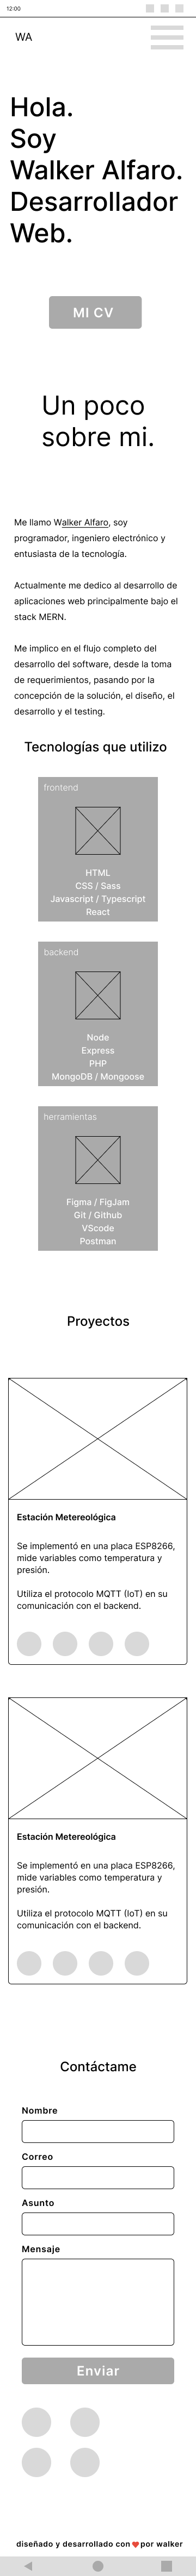 12:00
WA
Hola.
Soy
Walker Alfaro.
Desarrollador
Web.
MI CV
Un poco
sobre mi.
Me llamo Walker Alfaro, soy
programador, ingeniero electrónico y
entusiasta de la tecnología.
Actualmente me dedico al desarrollo de
aplicaciones web principalmente bajo el
stack MERN.
Me implico en el flujo completo del
desarrollo del software, desde la toma
de requerimientos, pasando por la
concepción de la solución, el diseño, el
desarrollo y el testing.
Tecnologías que utilizo
frontend
HTML
CSS / Sass
Javascript / Typescript
React
backend
Node
Express
PHP
MongoDB / Mongoose
herramientas
Figma / FigJam
Git / Github
VScode
Postman
Proyectos
Estación Metereológica
Se implementó en una placa ESP8266,
mide variables como temperatura y
presión.
Utiliza el protocolo MQTT (IoT) en su
comunicación con el backend.
Estación Metereológica
Se implementó en una placa ESP8266,
mide variables como temperatura y
presión.
Utiliza el protocolo MQTT (IoT) en su
comunicación con el backend.
Contáctame
Nombre
Correo
Asunto
Mensaje
Enviar
diseñado y desarrollado con ❤️ por walker